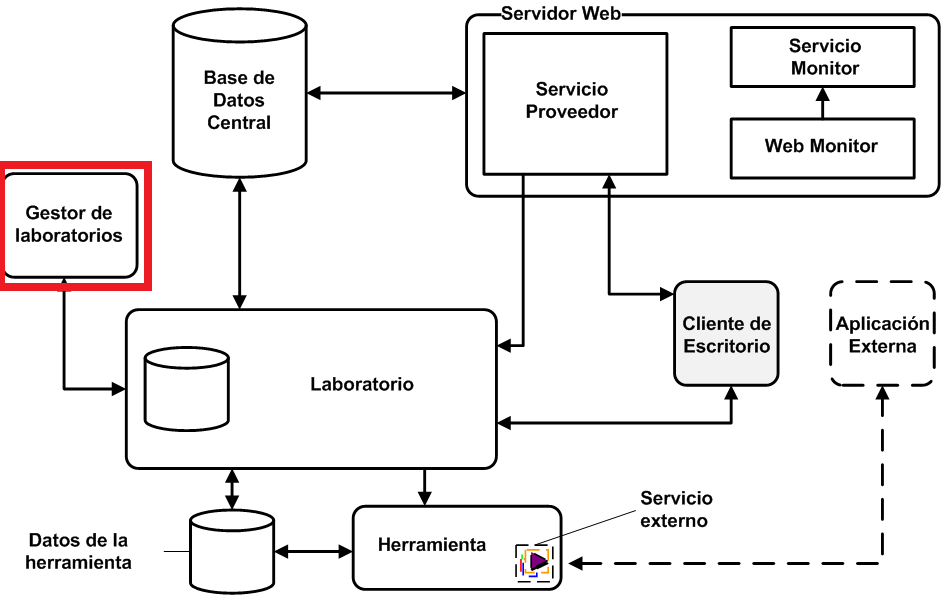 Servidor Web
Base de
Datos
Central
Servicio
Proveedor
Servicio
Monitor
Web Monitor
Gestor de
laboratorios
Cliente de
Escritorio
Aplicación
Externa
Laboratorio
Servicio
externo
Datos de la
herramienta
Herramienta